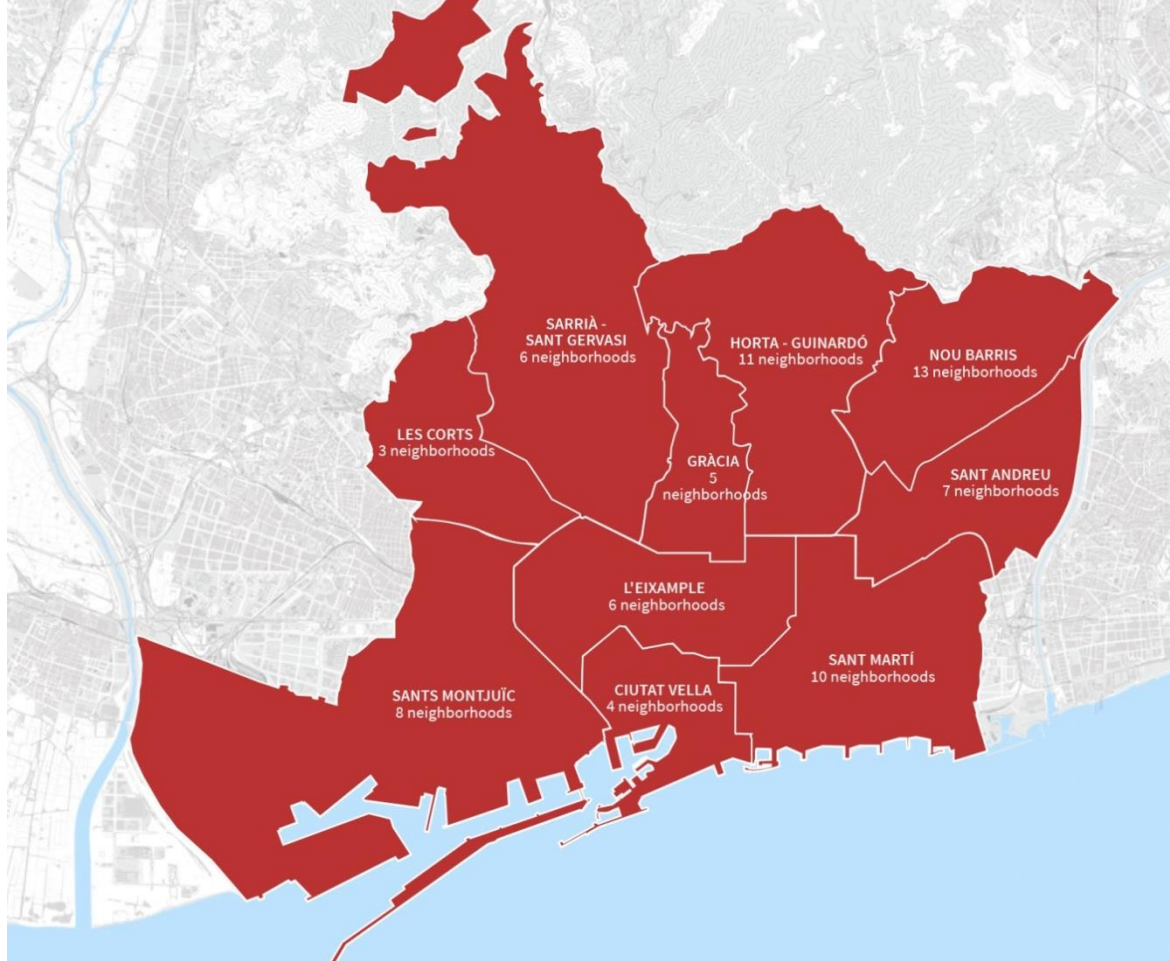 SARRIÀ -
SANT GERVASI
6 neighborhoods
HORTA - GUINARDÓ
11 neighborhoods
NOU BARRIS
13 neighborhoods
LES CORTS
3 neighborhoods
GRÀCIA
5
neighborhoods
SANT ANDREU
7 neighborhoods
L'EIXAMPLE
6 neighborhoods
SANT MARTÍ
10 neighborhoods
SANTS MONTJUÏC
8 neighborhoods
CIUTAT VELLA
4 neighborhoods